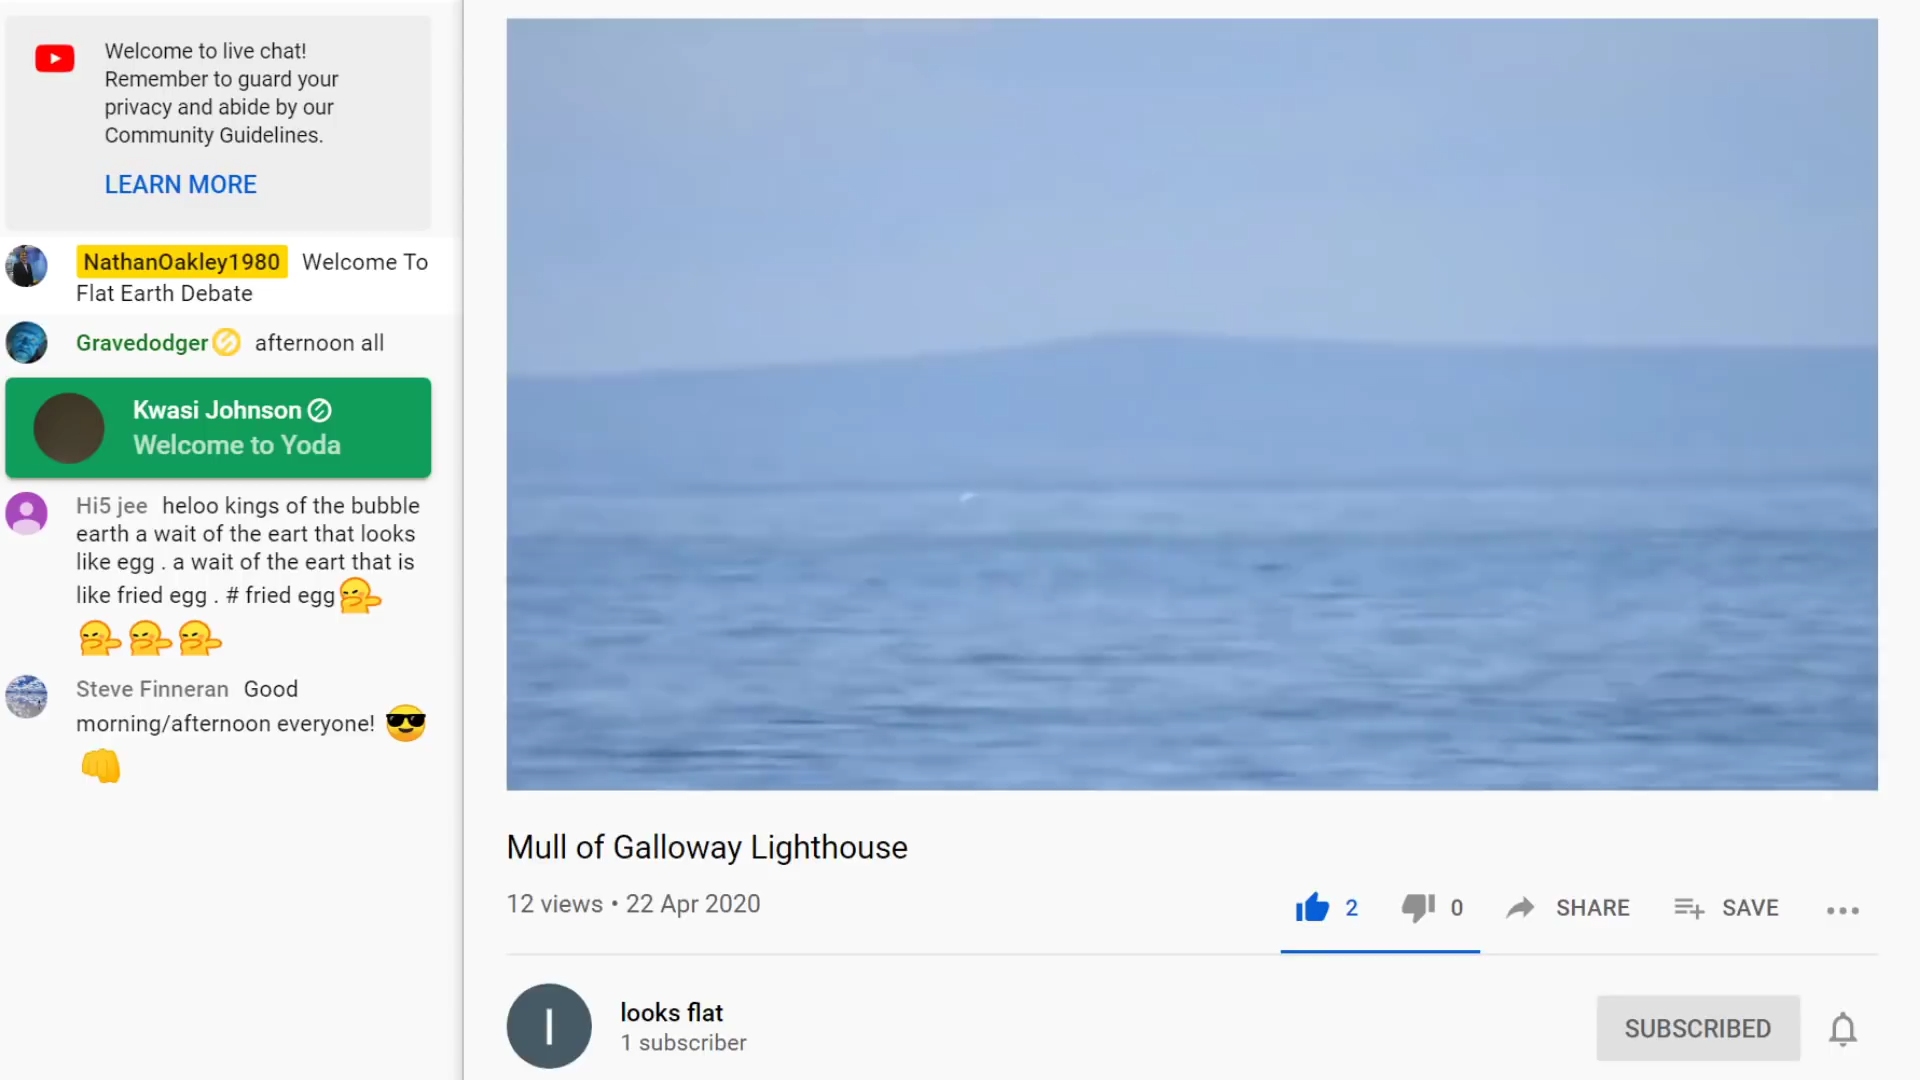 Welcome to live chat!
Remember to guard your
privacy and abide by our
Community Guidelines.
LEARN MORE
NathanOakley1980 Welcome To
Flat Earth Debate
Gravedodger afternoon all
Kwasi Johnson
Welcome to Yoda
Hi5 jee heloo kings of the bubble
earth a wait of the eart that looks
like egg . a wait of the eart that is
like fried egg . # fried egg
Steve Finneran Good
morning/afternoon everyone!
Mull of Galloway Lighthouse
12 views • 22 Apr 2020
2 0 SHARE SAVE
l
looks flat
1 subscriber
SUBSCRIBED